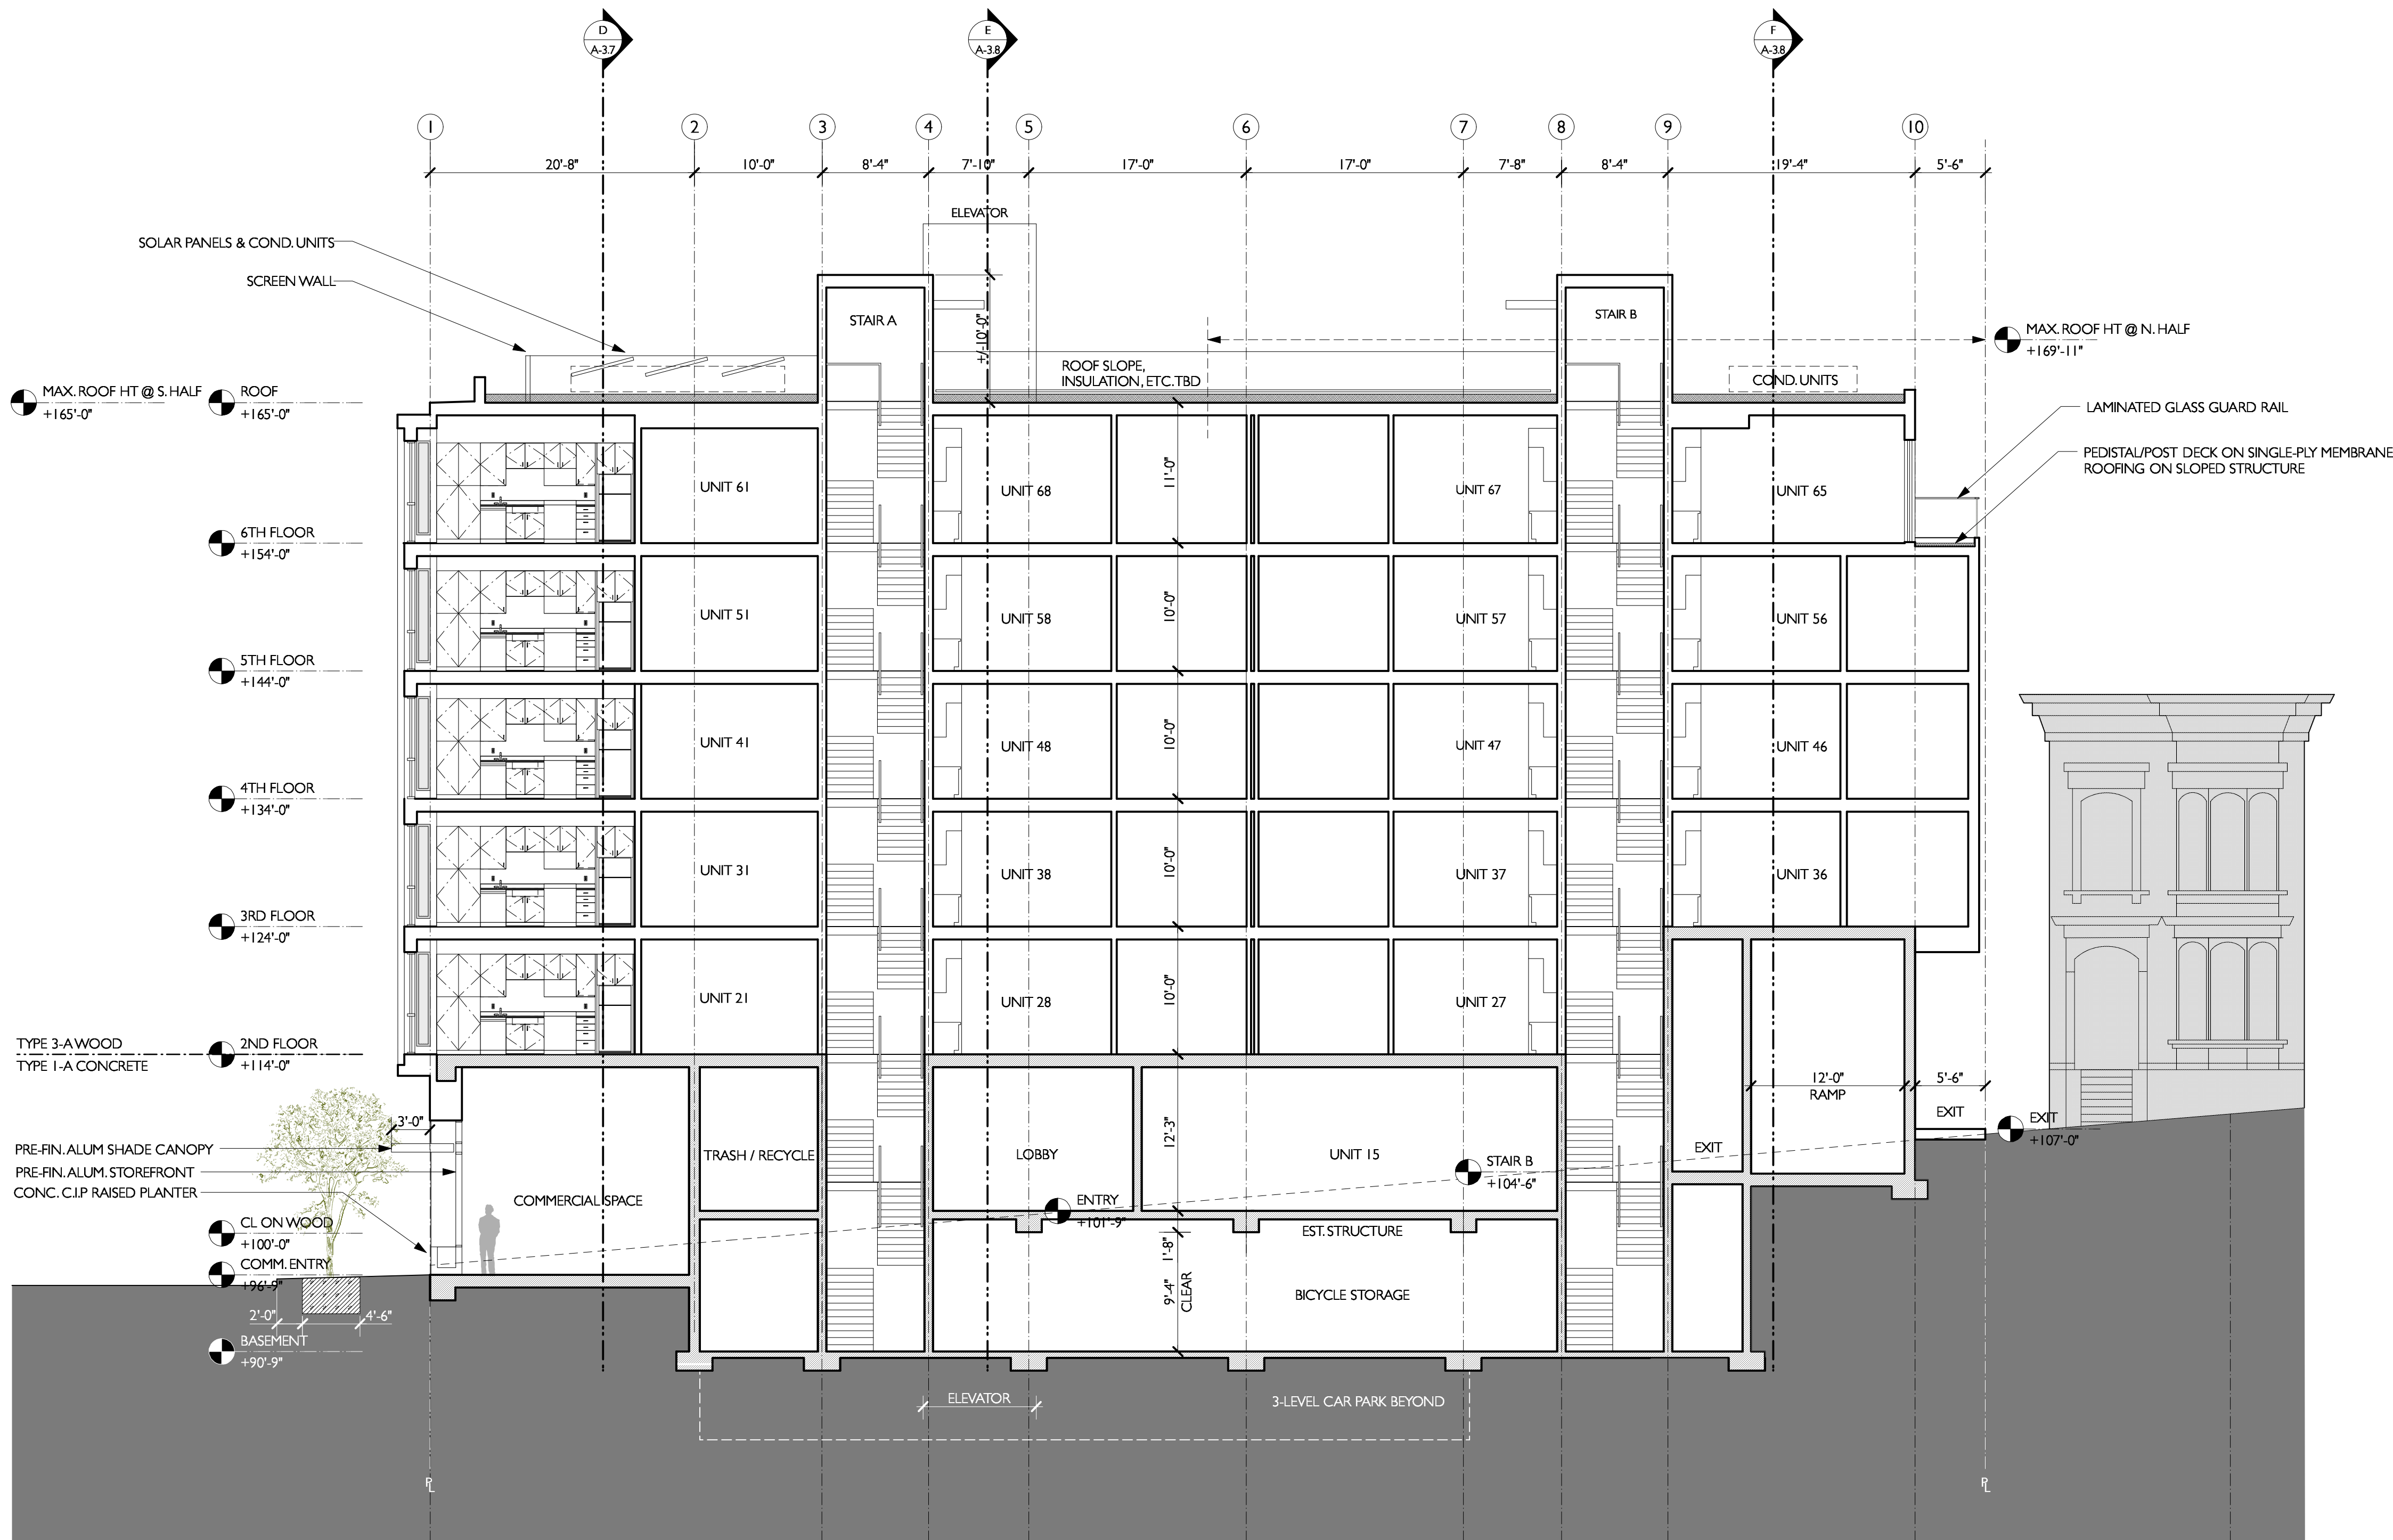 D
A-3.7
E
A-3.8
F
A-3.8
1
2
3
4
5
6
7
8
9
10
20'-8"
10'-0"
8'-4"
7'-10"
17'-0"
17'-0"
7'-8"
8'-4"
19'-4"
5'-6"
ELEVATOR
SOLAR PANELS & COND. UNITS
SCREEN WALL
STAIR A
+/-10'-0"
STAIR B
MAX. ROOF HT @ N. HALF
+169'-11"
ROOF SLOPE,
INSULATION, ETC. TBD
COND. UNITS
MAX. ROOF HT @ S. HALF
+165'-0"
ROOF
+165'-0"
LAMINATED GLASS GUARD RAIL
PEDISTAL/POST DECK ON SINGLE-PLY MEMBRANE
ROOFING ON SLOPED STRUCTURE
UNIT 61
UNIT 68
11'-0"
UNIT 67
UNIT 65
6TH FLOOR
+154'-0"
UNIT 51
UNIT 58
10'-0"
UNIT 57
UNIT 56
5TH FLOOR
+144'-0"
UNIT 41
UNIT 48
10'-0"
UNIT 47
UNIT 46
4TH FLOOR
+134'-0"
UNIT 31
UNIT 38
10'-0"
UNIT 37
UNIT 36
3RD FLOOR
+124'-0"
UNIT 21
UNIT 28
10'-0"
UNIT 27
TYPE 3-A WOOD
TYPE 1-A CONCRETE
2ND FLOOR
+114'-0"
12'-0"
RAMP
5'-6"
EXIT
EXIT
+107'-0"
3'-0"
PRE-FIN. ALUM SHADE CANOPY
PRE-FIN. ALUM. STOREFRONT
CONC. C.I.P RAISED PLANTER
COMMERCIAL SPACE
TRASH / RECYCLE
LOBBY
12'-3"
UNIT 15
STAIR B
+104'-6"
EXIT
ENTRY
+101'-9"
CL ON WOOD
+100'-0"
COMM. ENTRY
+96'-9"
EST. STRUCTURE
1'-8"
9'-4"
CLEAR
BICYCLE STORAGE
2'-0"
4'-6"
BASEMENT
+90'-9"
ELEVATOR
3-LEVEL CAR PARK BEYOND
PL
PL